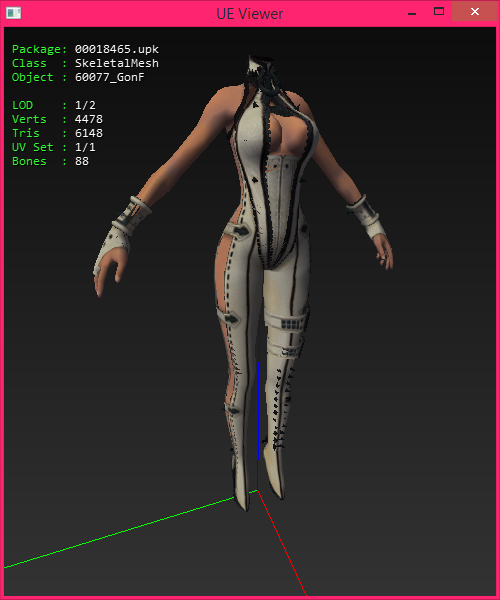 UE Viewer
Package: 00018465.upk
Class : SkeletalMesh
Object : 60077_GonF
LOD : 1/2
Verts : 4478
Tris : 6148
UV Set : 1/1
Bones : 88